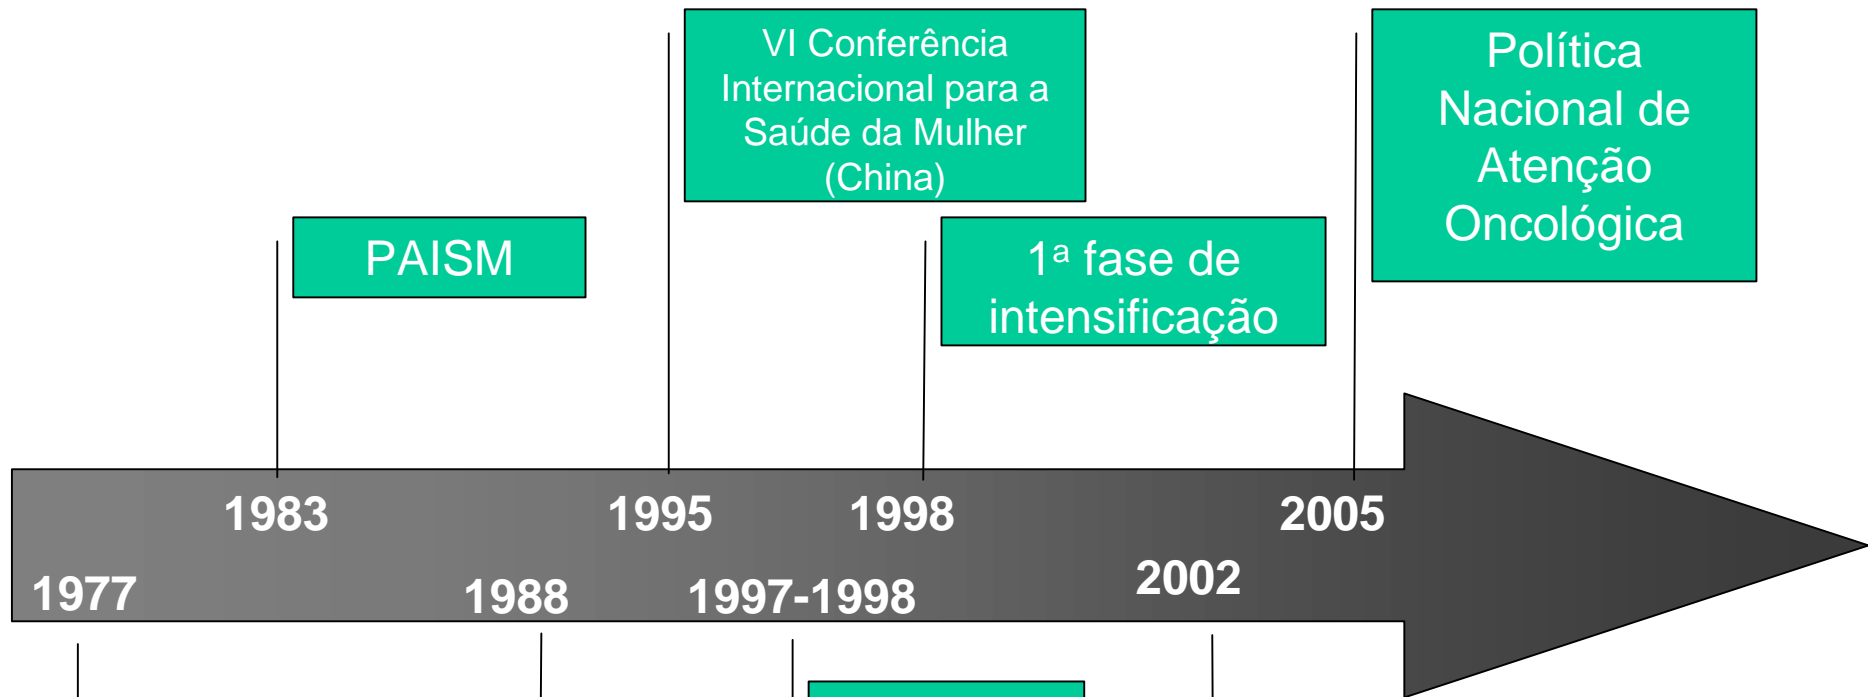 VI Conferência
Internacional para a
Saúde da Mulher
(China)
Política
Nacional de
Atenção
Oncológica
PAISM
1ª fase de
intensificação
1983
1995
1998
2005
1977
1988
1997-1998
2002